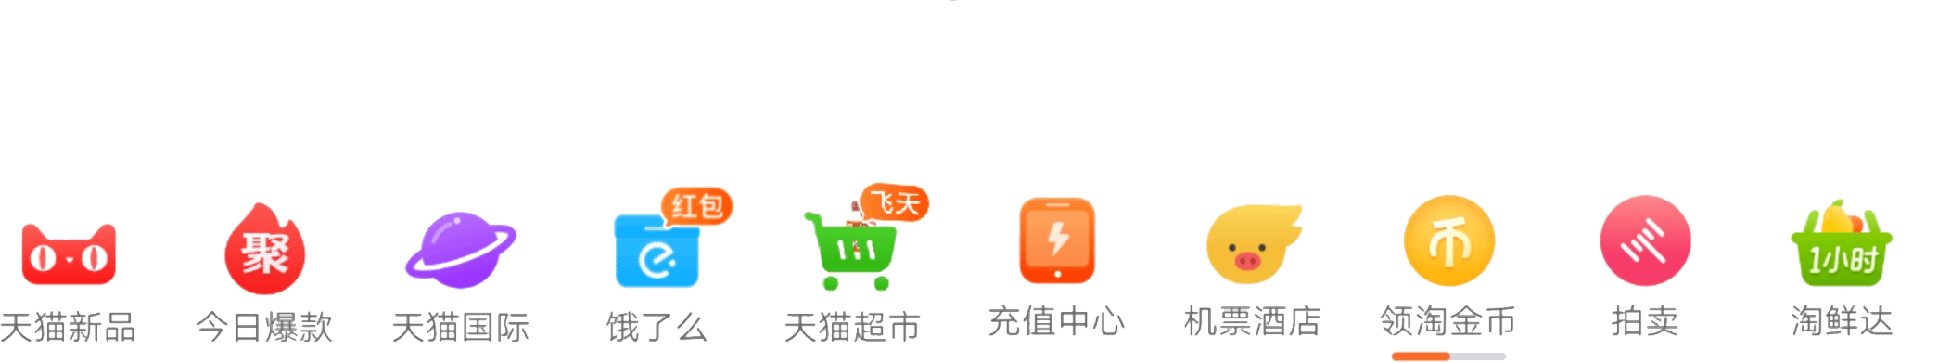 红包
飞天
聚
币
1小时
天猫新品
今日爆款
天猫国际
饿了么
天猫超市
充值中心
机票酒店
领淘金币
拍卖
淘鲜达